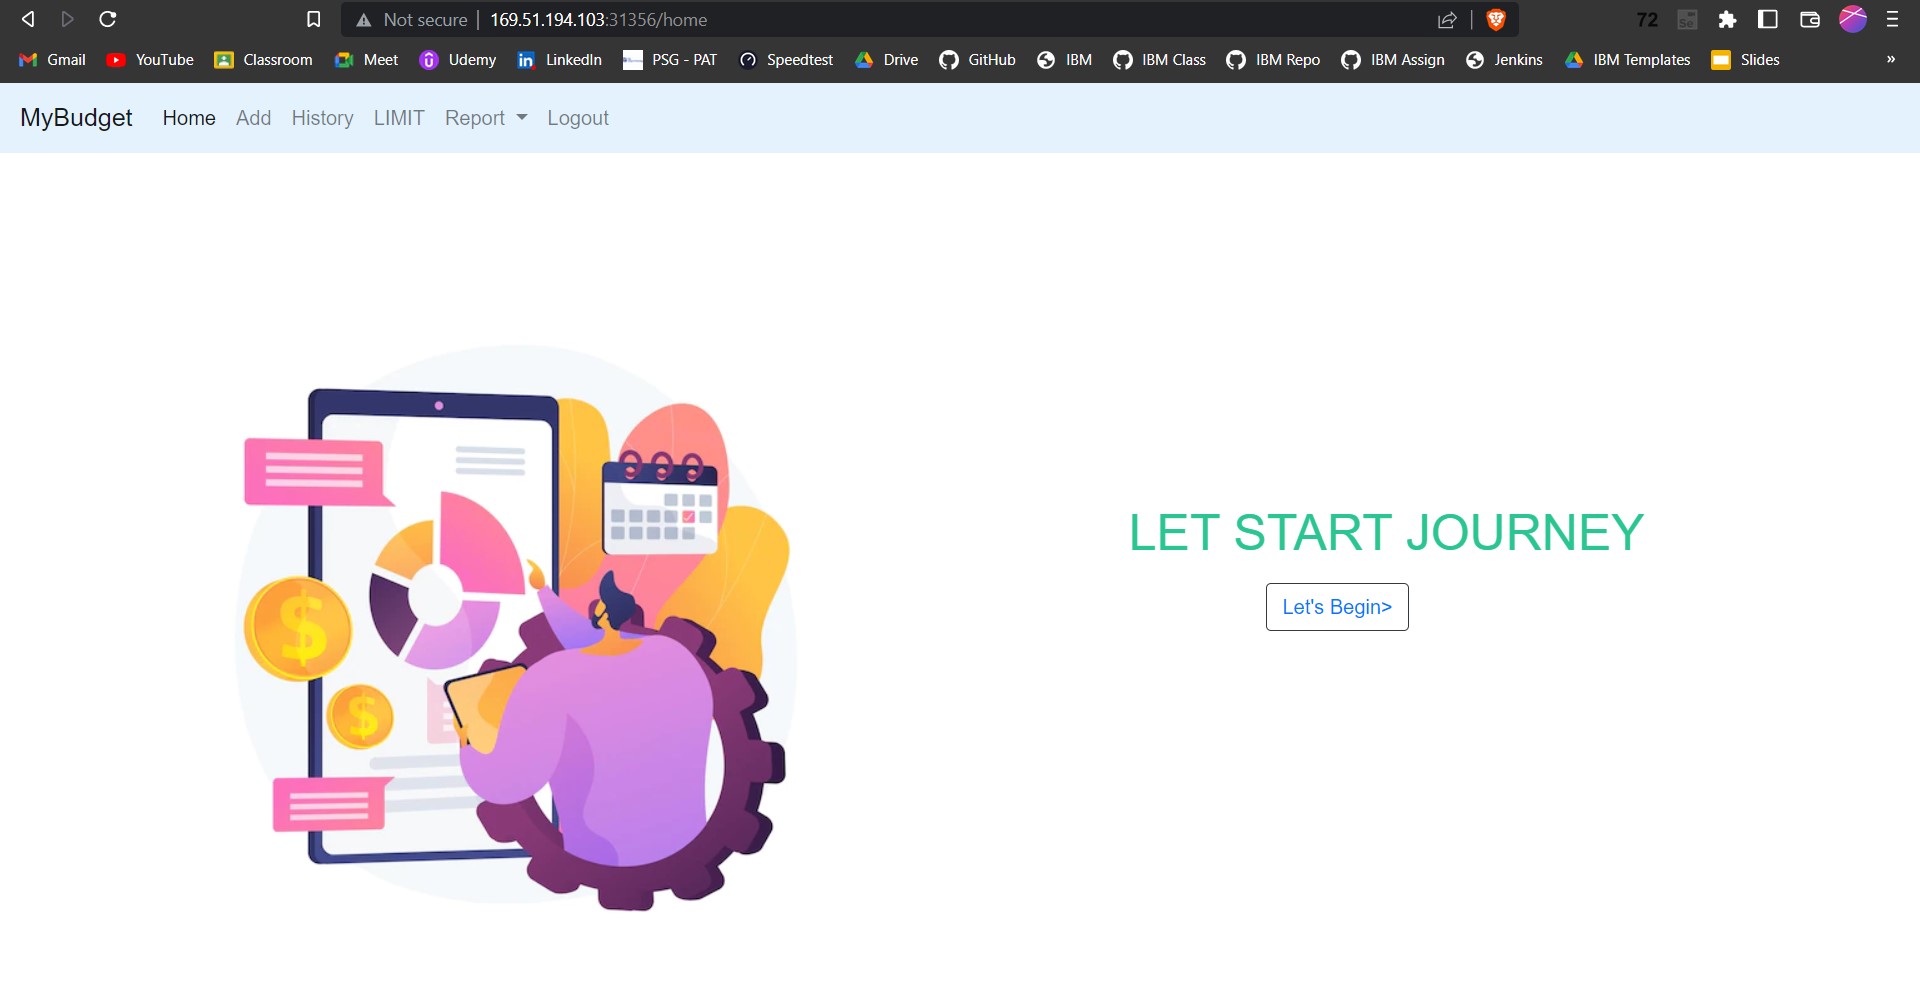 Not secure 169.51.194.103:31356/home 72 Se
Gmail YouTube Classroom Meet Udemy LinkedIn PSG - PAT Speedtest Drive GitHub IBM IBM Class IBM Repo IBM Assign Jenkins IBM Templates Slides »
MyBudget Home Add History LIMIT Report Logout
LET START JOURNEY
Let's Begin>